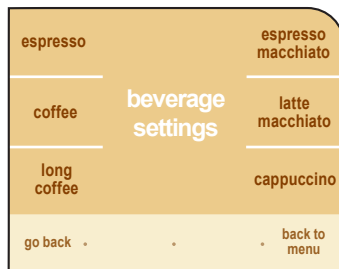 espresso
espresso
macchiato
coffee
beverage
settings
latte
macchiato
long
coffee
cappuccino
go back
back to
menu